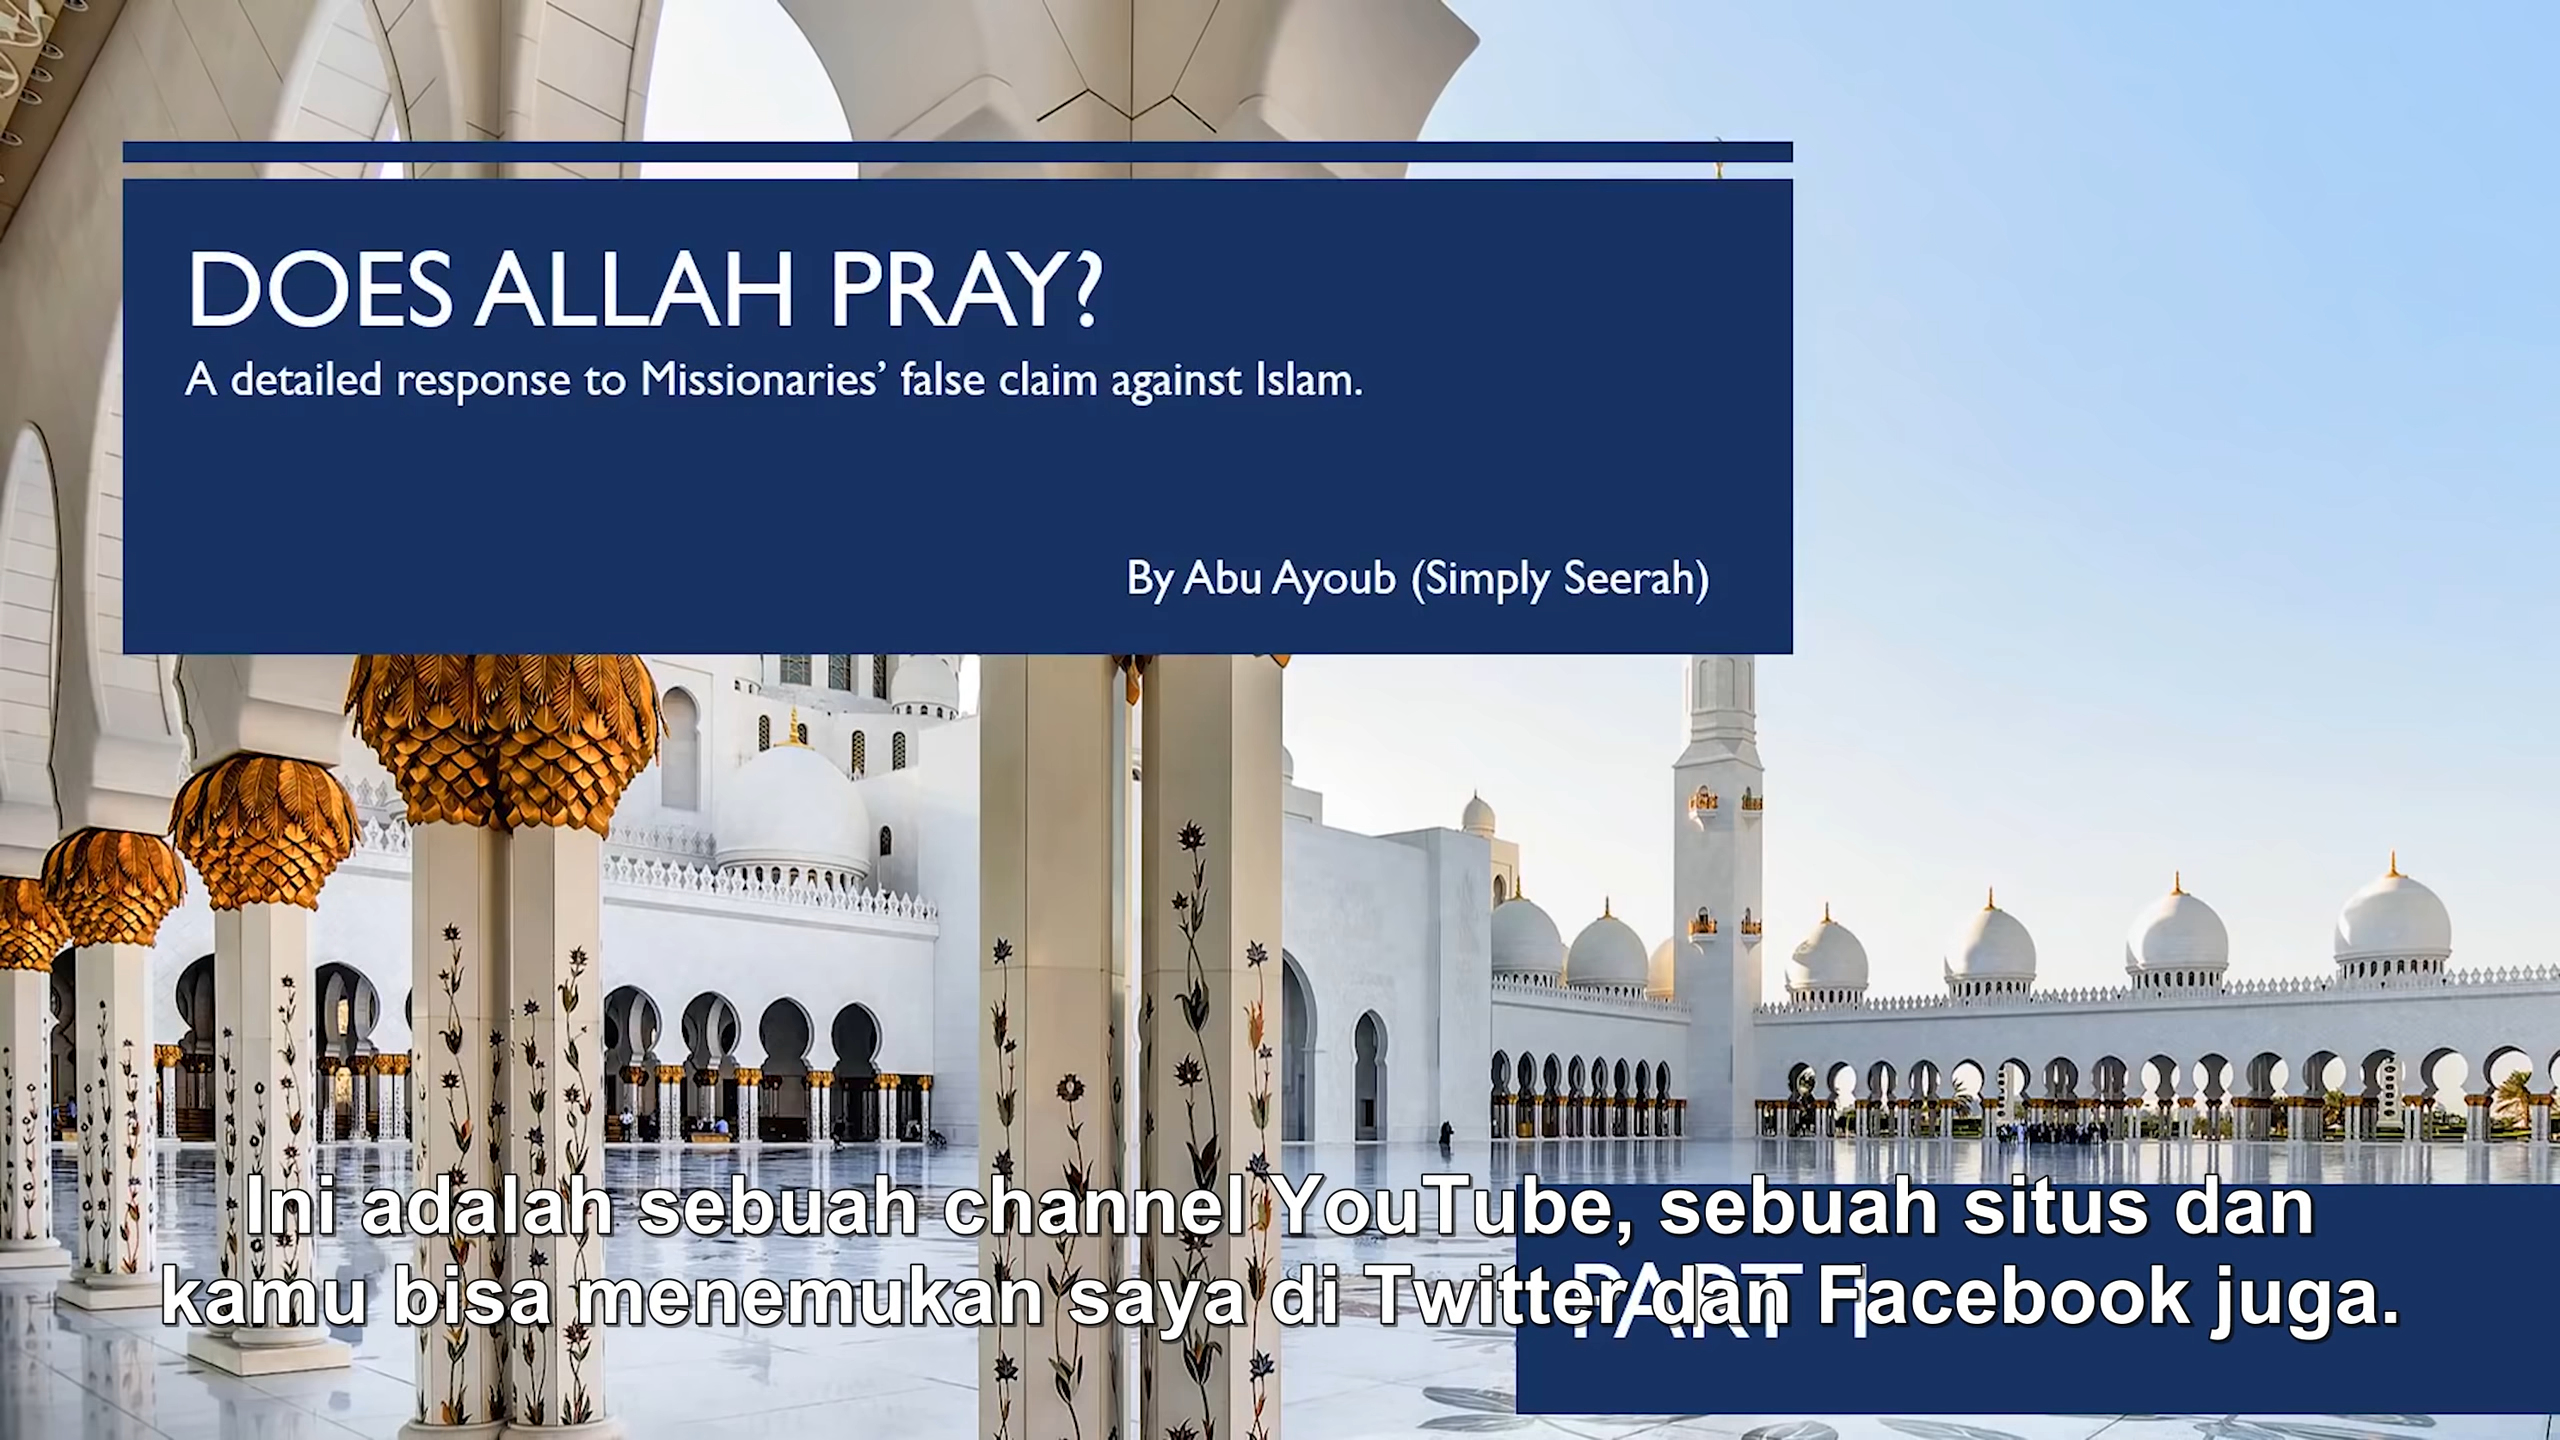 DOES ALLAH PRAY?
A detailed response to Missionaries’ false claim against Islam.
By Abu Ayoub (Simply Seerah)
Ini adalah sebuah channel YouTube, sebuah situs dan
kamu bisa menemukan saya di Twitter dan Facebook juga.
PART I